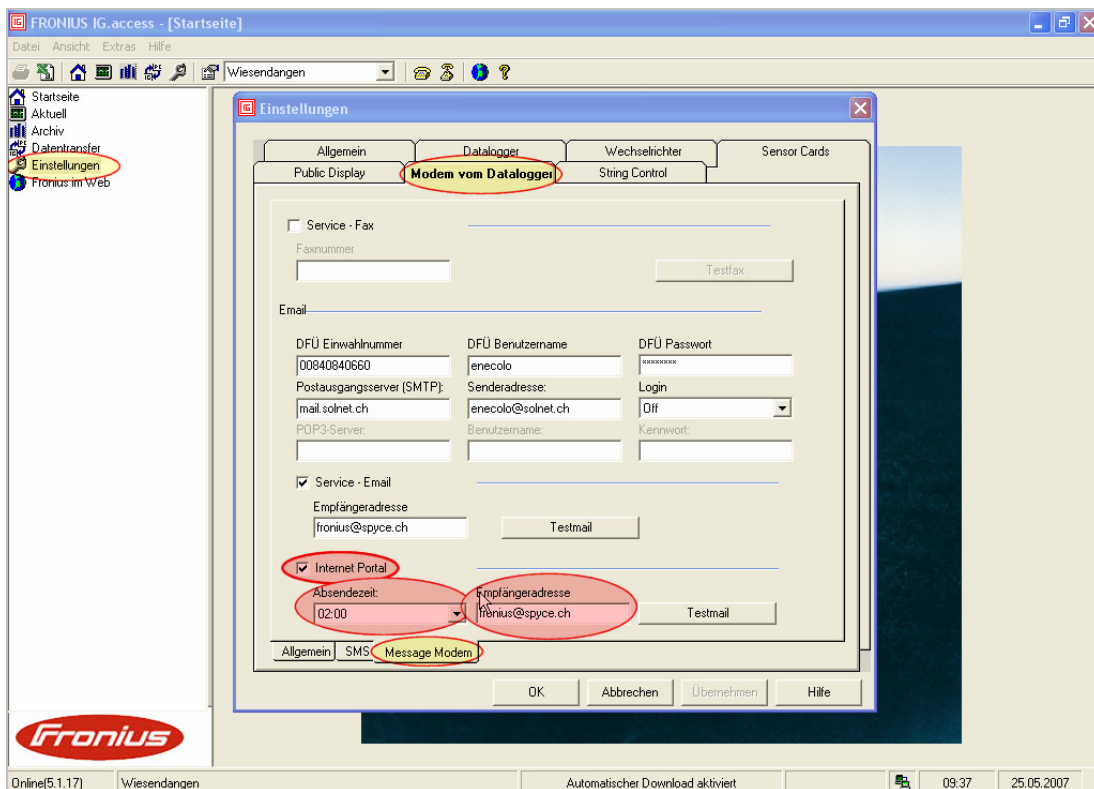 FRONIUS IG.access - [Startseite]
Datei Ansicht Extras Hilfe
Wiesendangen
Startseite
Aktuell
Archiv
Datentransfer
Einstellungen
Fronius im Web
Einstellungen
Allgemein Datalogger Wechselrichter Sensor Cards
Public Display Modem vom Datalogger String Control
Service - Fax
Faxnummer
Testfax
Email
DFÜ Einwahlnummer DFÜ Benutzername DFÜ Passwort
00840840660 enecolo ××××××××
Postausgangsserver (SMTP): Senderadresse: Login
mail.solnet.ch enecolo@solnet.ch Off
POP3-Server: Benutzername: Kennwort:
Service - Email
Empfängeradresse
fronius@spyce.ch Testmail
Internet Portal
Absendezeit: Empfängeradresse
02:00 fronius@spyce.ch Testmail
Allgemein SMS Message Modem
OK Abbrechen Übernehmen Hilfe
Fronius
Online(5.1.17) Wiesendangen Automatischer Download aktiviert 09:37 25.05.2007